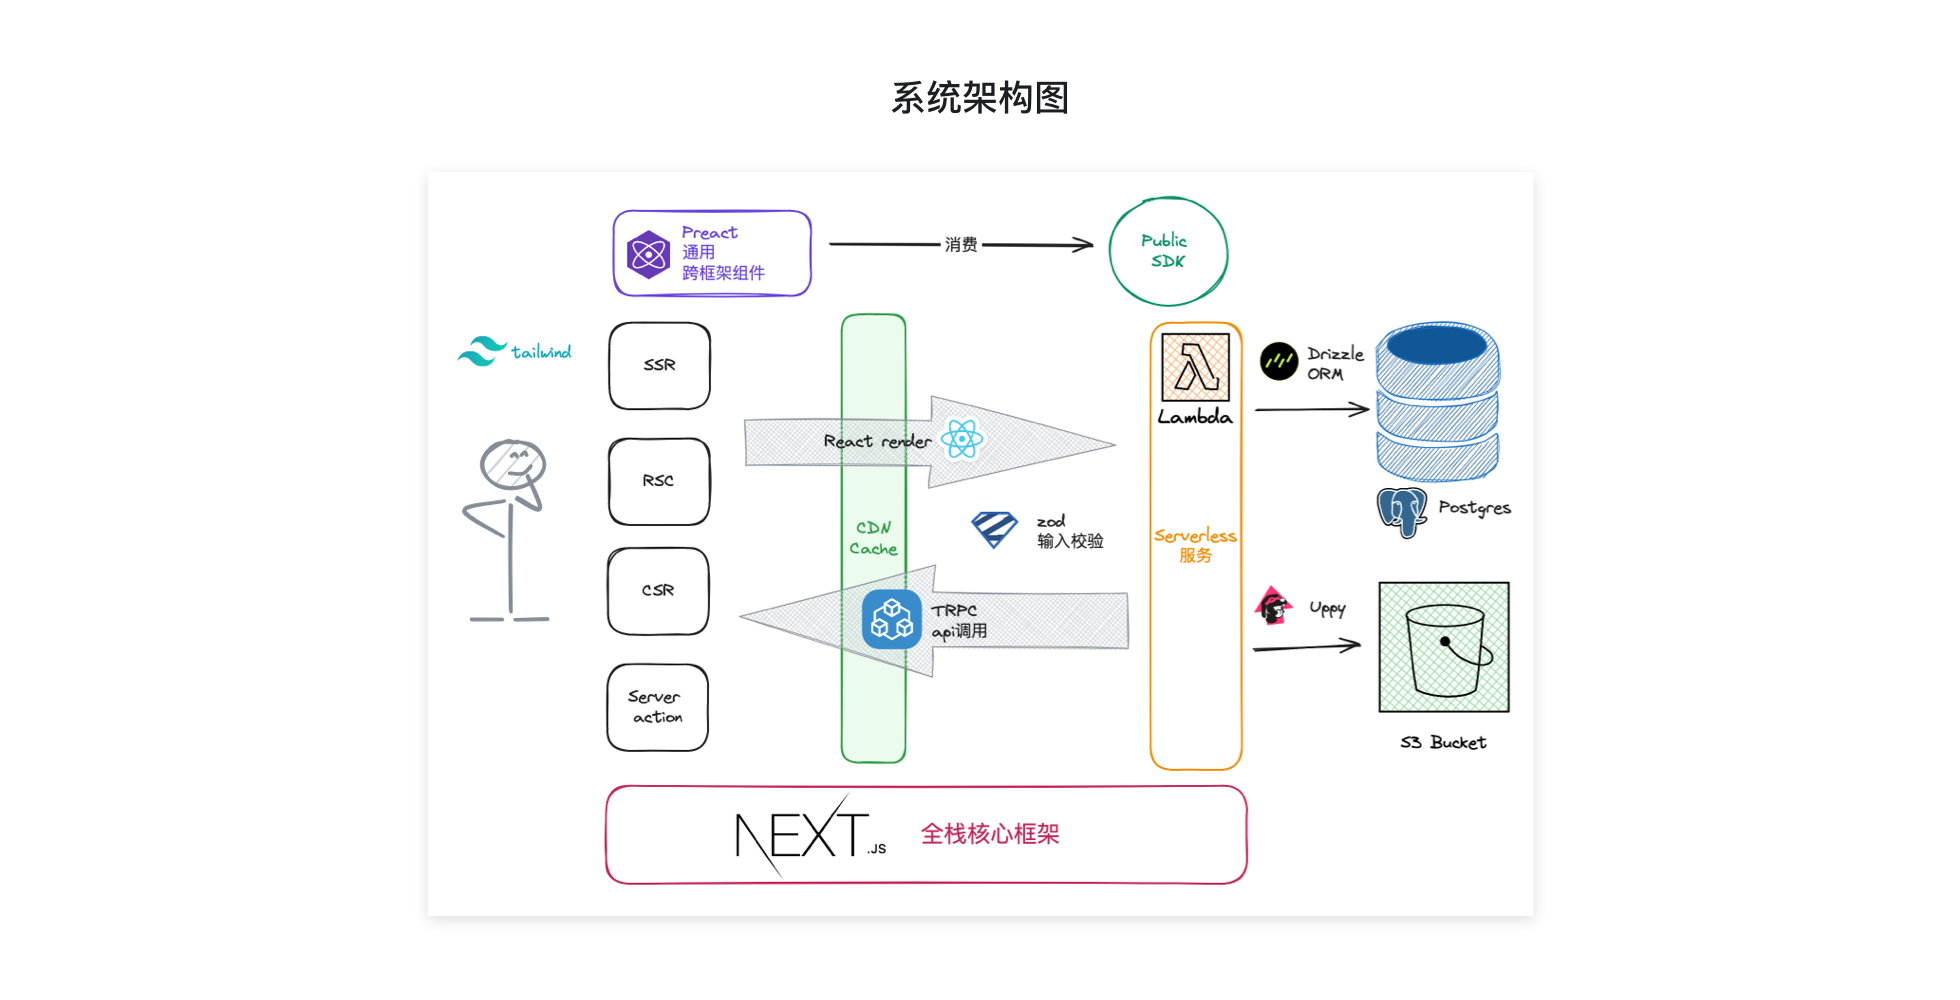 系统架构图
Preact
通用
跨框架组件
消费
Public
SDK
tailwind
SSR
RSC
CSR
Server
action
React render
CDN
Cache
zod
输入校验
TRPC
api调用
Lambda
Serverless
服务
Drizzle
ORM
Postgres
Uppy
S3 Bucket
NEXT.JS
全栈核心框架